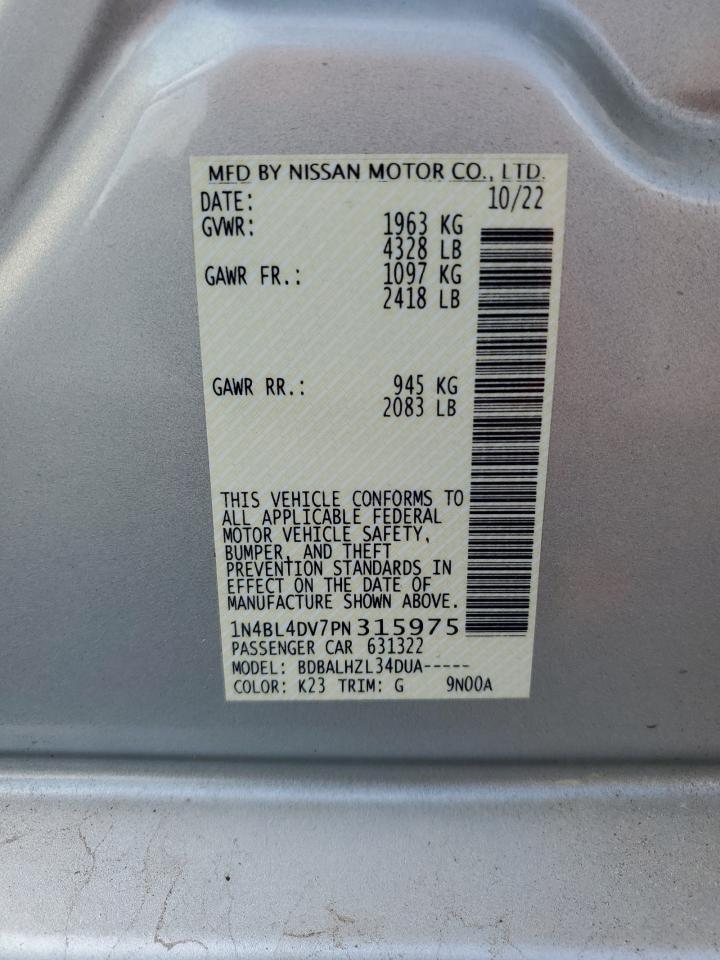 MFD BY NISSAN MOTOR CO., LTD.
DATE: 10/22
GVWR: 1963 KG
4328 LB
GAWR FR.: 1097 KG
2418 LB
GAWR RR.: 945 KG
2083 LB
THIS VEHICLE CONFORMS TO
ALL APPLICABLE FEDERAL
MOTOR VEHICLE SAFETY,
BUMPER, AND THEFT
PREVENTION STANDARDS IN
EFFECT ON THE DATE OF
MANUFACTURE SHOWN ABOVE.
1N4BL4DV7PN315975
PASSENGER CAR 631322
MODEL: BDBALHZL34DUA-----
COLOR: K23 TRIM: G 9N00A